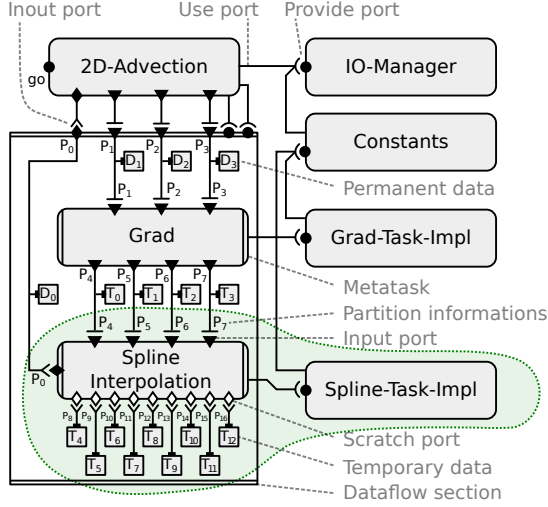 Inout port Use port Provide port
go 2D-Advection IO-Manager
P0 P1 P2 P3 Constants
D1 D2 D3
P1 P2 P3 Permanent data
Grad Grad-Task-Impl
P4 P5 P6 P7 Metatask
D0 T0 T1 T2 T3
Partition informations
P4 P5 P6 P7 Input port
P0 Spline
Interpolation Spline-Task-Impl
P8 P9 P10 P11 P12 P13 P14 P15 P16
T4 T6 T8 T10 T12 Scratch port
T5 T7 T9 T11 Temporary data
Dataflow section